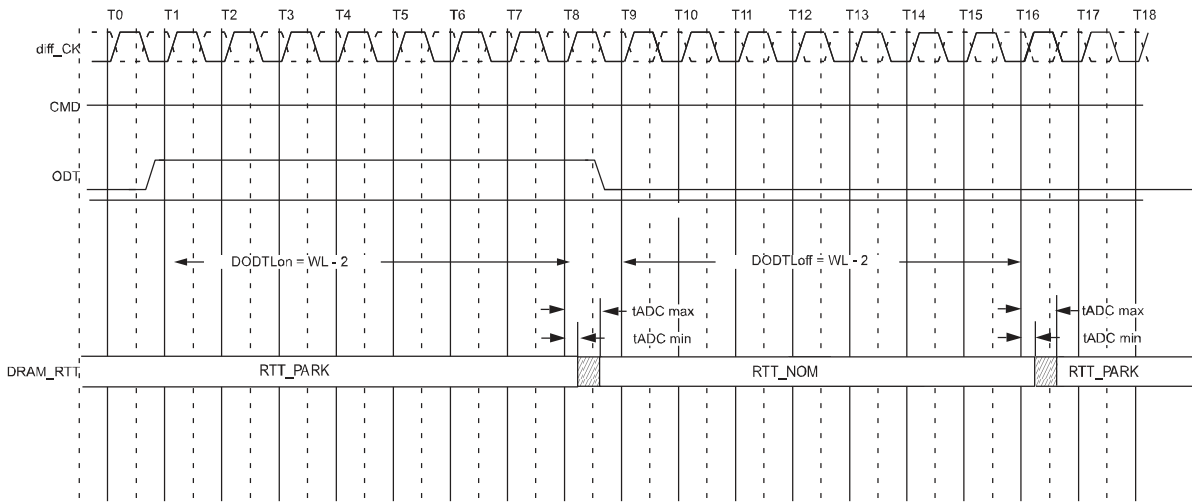 T0 T1 T2 T3 T4 T5 T6 T7 T8 T9 T10 T11 T12 T13 T14 T15 T16 T17 T18
diff_CK
CMD
ODT
DODTLon = WL - 2
DODTLoff = WL - 2
tADC max
tADC max
tADC min
tADC min
DRAM_RTT
RTT_PARK
RTT_NOM
RTT_PARK